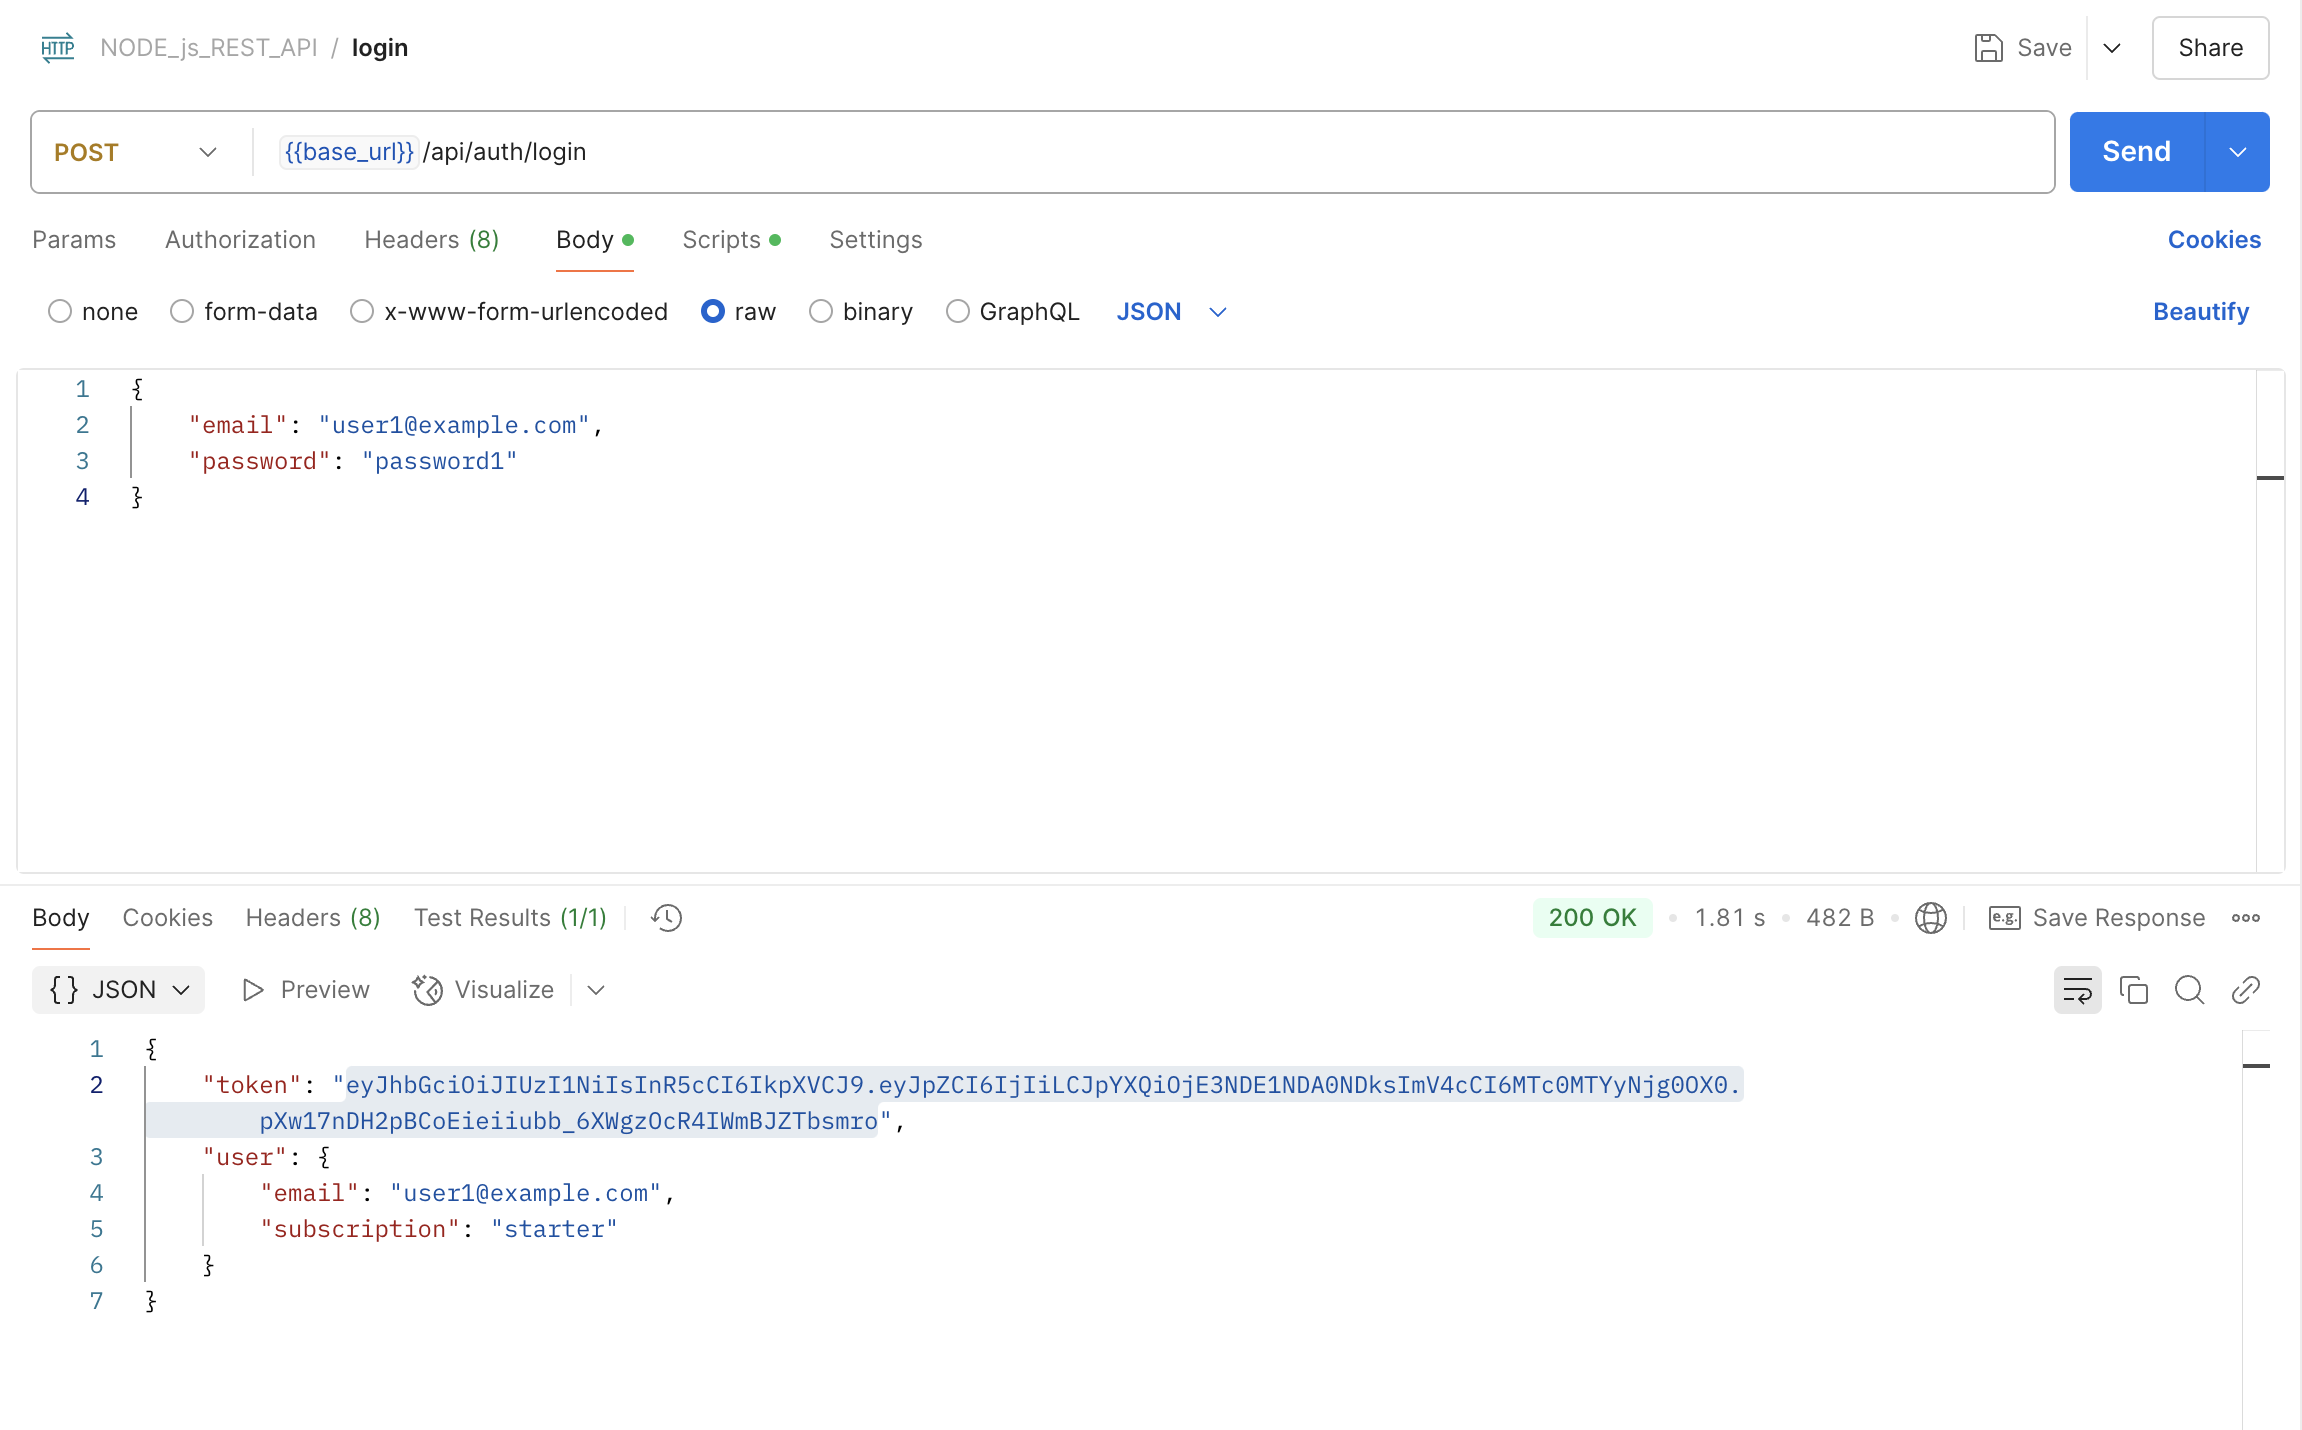 HTTP NODE_js_REST_API / login Save Share
POST {{base_url}} /api/auth/login Send
Params Authorization Headers (8) Body Scripts Settings Cookies
none form-data x-www-form-urlencoded raw binary GraphQL JSON Beautify
1 {
2 "email": "user1@example.com",
3 "password": "password1"
4 }
Body Cookies Headers (8) Test Results (1/1) 200 OK 1.81 s 482 B e.g. Save Response
{} JSON Preview Visualize
1 {
2 "token": "eyJhbGciOiJIUzI1NiIsInR5cCI6IkpXVCJ9.eyJpZCI6IjIiLCJpYXQiOjE3NDE1NDA0NDksImV4cCI6MTc0MTYyNjg0OX0.
pXw17nDH2pBCoEieiiubb_6XWgzOcR4IWmBJZTbsmro",
3 "user": {
4 "email": "user1@example.com",
5 "subscription": "starter"
6 }
7 }